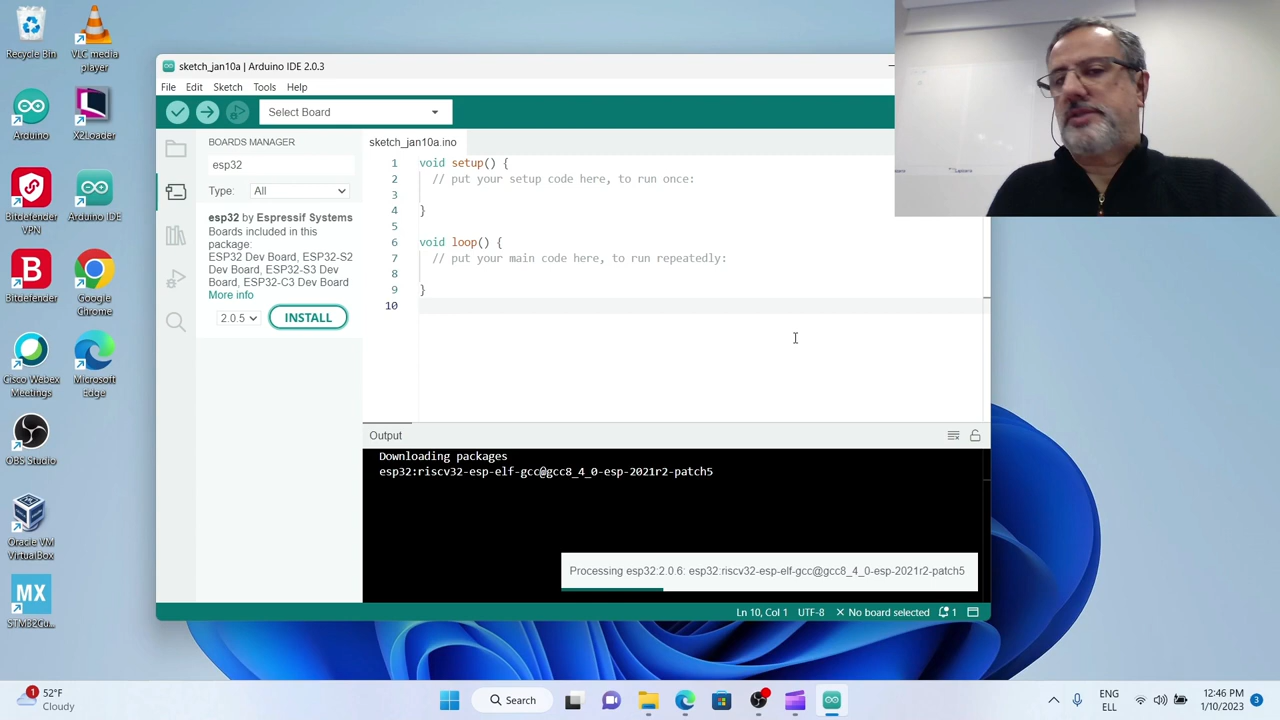 Recycle Bin
VLC media
player
Arduino
X2Loader
Bitdefender
VPN
Arduino IDE
Bitdefender
Google
Chrome
Cisco Webex
Meetings
Microsoft
Edge
OBS Studio
Oracle VM
VirtualBox
MX
STM32Cu...
sketch_jan10a | Arduino IDE 2.0.3
File Edit Sketch Tools Help
Select Board
BOARDS MANAGER
esp32
Type: All
esp32 by Espressif Systems
Boards included in this
package:
ESP32 Dev Board, ESP32-S2
Dev Board, ESP32-S3 Dev
Board, ESP32-C3 Dev Board
More info
2.0.5 INSTALL
sketch_jan10a.ino
1 void setup() {
2 // put your setup code here, to run once:
3
4 }
5
6 void loop() {
7 // put your main code here, to run repeatedly:
8
9 }
10
Output
Downloading packages
esp32:riscv32-esp-elf-gcc@gcc8_4_0-esp-2021r2-patch5
Processing esp32:2.0.6: esp32:riscv32-esp-elf-gcc@gcc8_4_0-esp-2021r2-patch5
Ln 10, Col 1 UTF-8 No board selected 1
1
52°F
Cloudy
Search
ENG
ELL
12:46 PM
1/10/2023
3